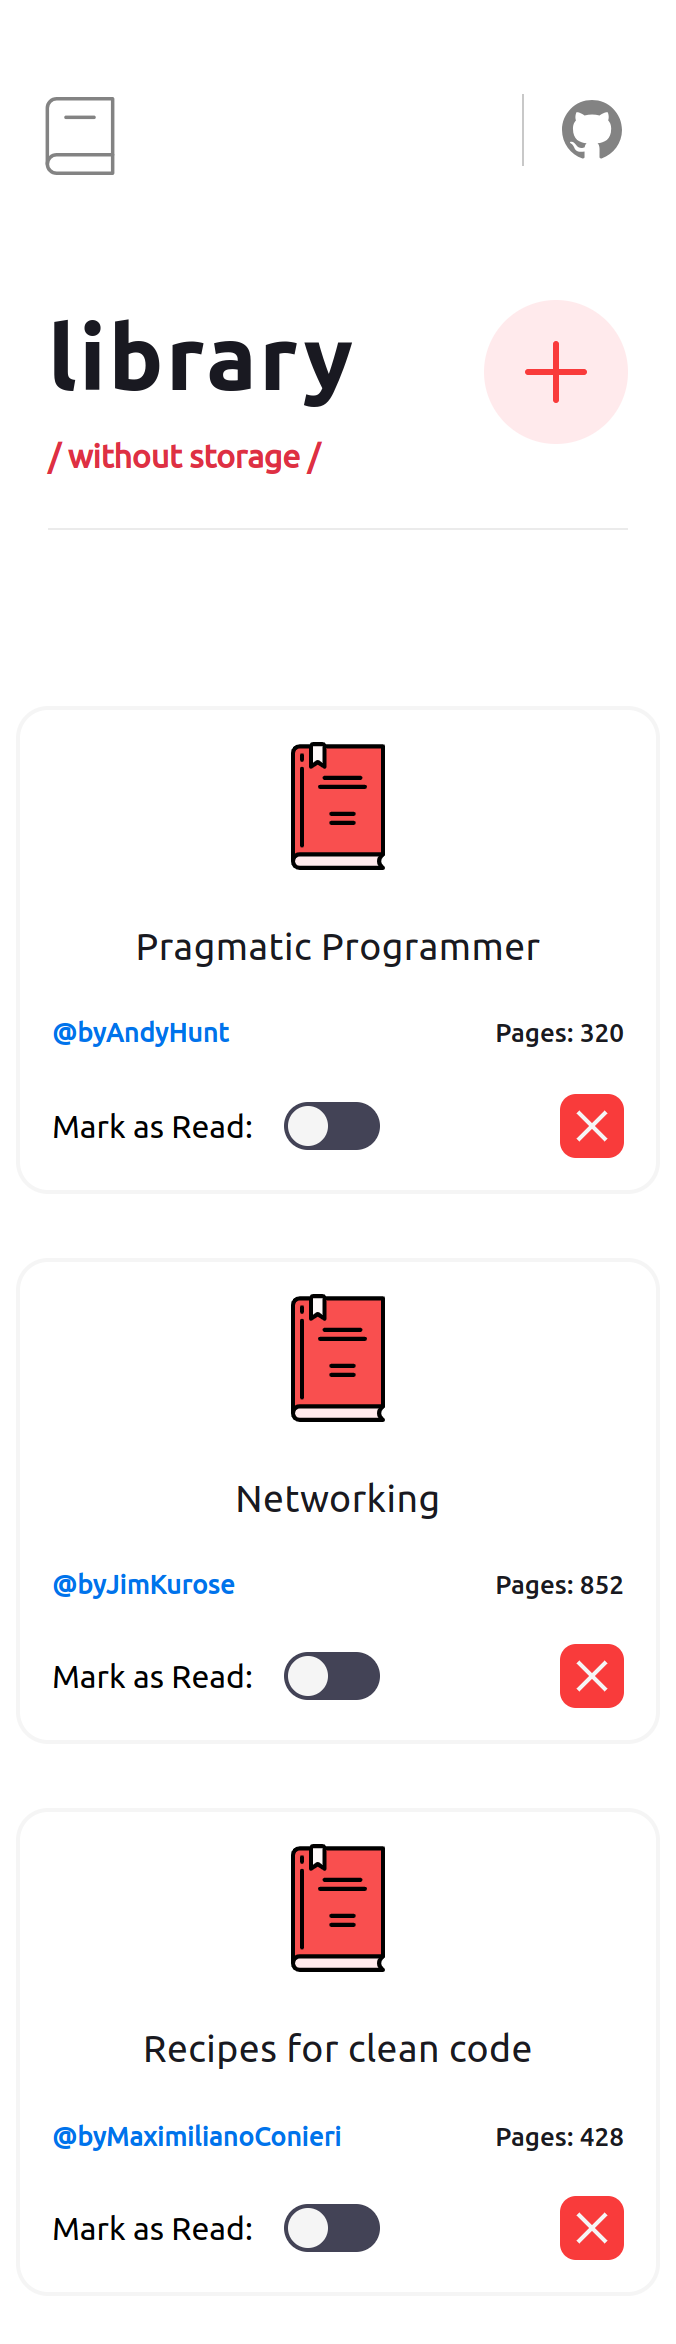 library
/ without storage /
Pragmatic Programmer
@byAndyHunt Pages: 320
Mark as Read:
Networking
@byJimKurose Pages: 852
Mark as Read:
Recipes for clean code
@byMaximilianoConieri Pages: 428
Mark as Read: